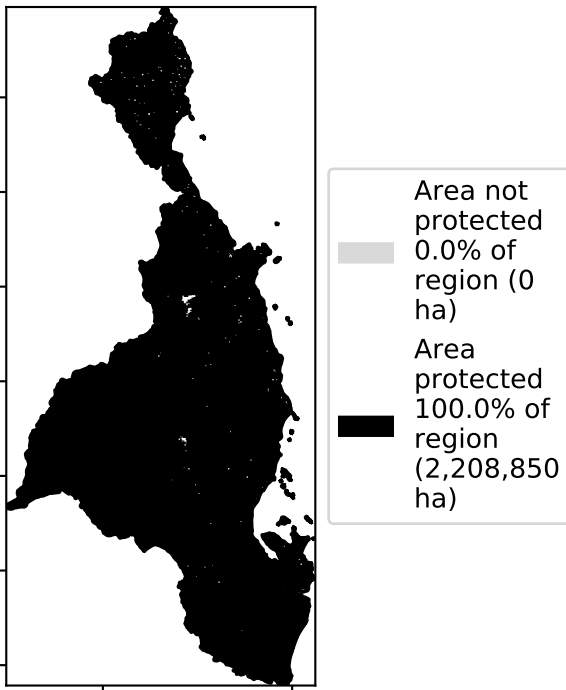 Area not
protected
0.0% of
region (0
ha)
Area
protected
100.0% of
region
(2,208,850
ha)